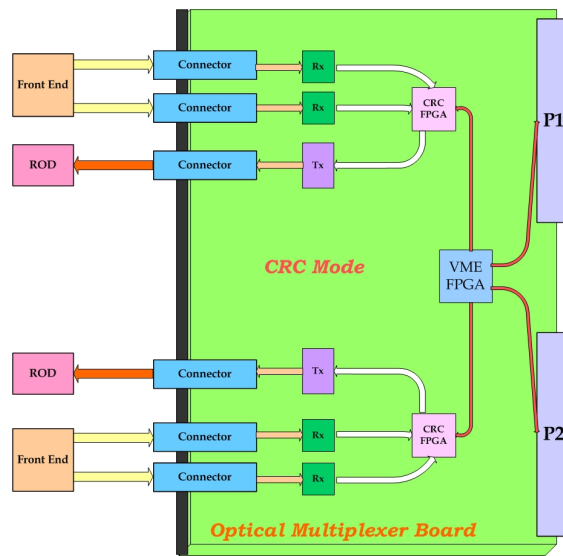 Connector
Rx
Front End
CRC
FPGA
Connector
Rx
P1
ROD
Connector
Tx
CRC Mode
VME
FPGA
ROD
Connector
Tx
Connector
Rx
CRC
FPGA
P2
Front End
Connector
Rx
Optical Multiplexer Board